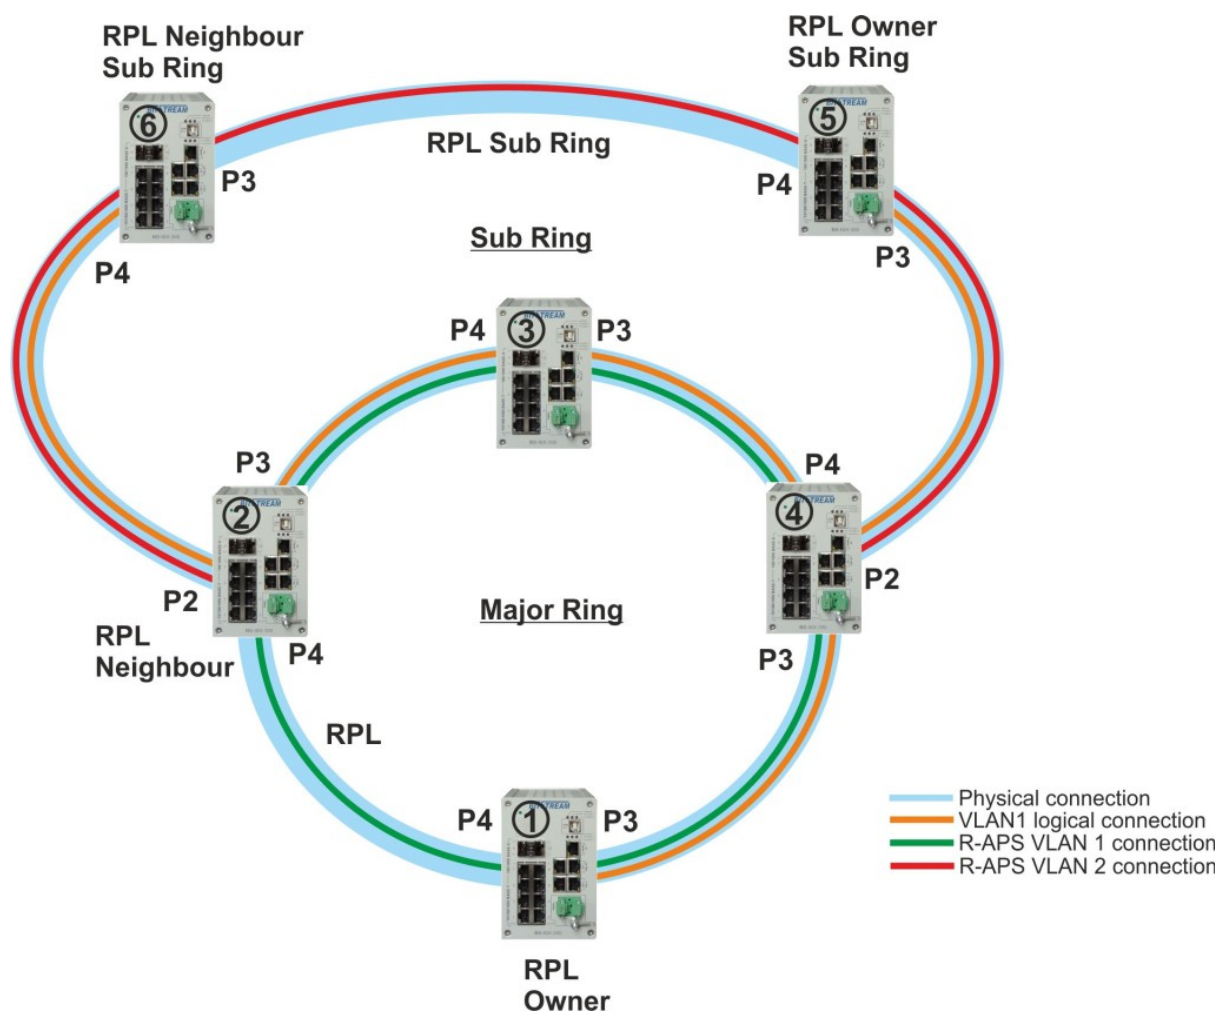 RPL Neighbour
Sub Ring
RPL Owner
Sub Ring
6
5
RPL Sub Ring
P3
P4
Sub Ring
P4
P3
BITSTREAM
3
P4
P3
P3
P4
2
4
P2
P2
Major Ring
RPL
Neighbour
P4
P3
RPL
P4
1
P3
RPL
Owner
Physical connection
VLAN1 logical connection
R-APS VLAN 1 connection
R-APS VLAN 2 connection